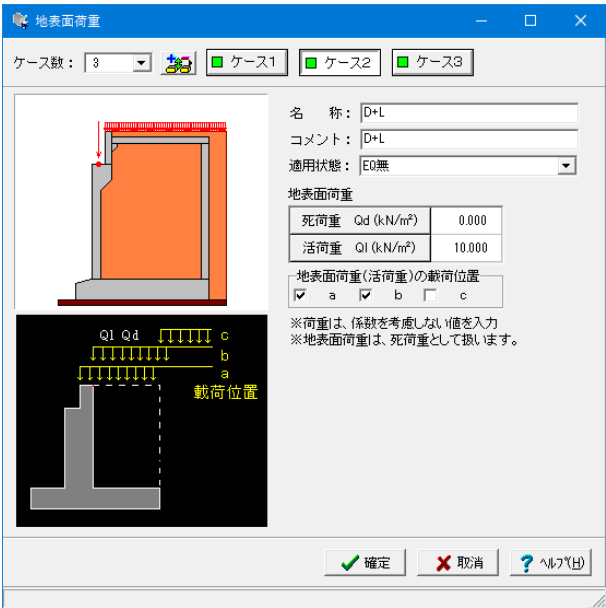 地表面荷重
ケース数： 3 ケース1 ケース2 ケース3
名　称： D+L
コメント： D+L
適用状態： EQ無
地表面荷重
死荷重 Qd (kN/m²) 0.000
活荷重 Ql (kN/m²) 10.000
地表面荷重(活荷重)の載荷位置
a b c
※荷重は、係数を考慮しない値を入力
※地表面荷重は、死荷重として扱います。
Ql Qd c
b
a
載荷位置
確定 取消 ? ヘルプ(H)